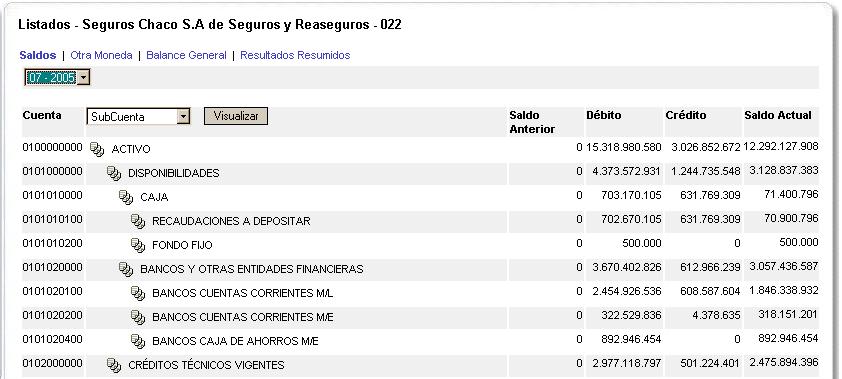 Listados - Seguros Chaco S.A de Seguros y Reaseguros - 022
Saldos | Otra Moneda | Balance General | Resultados Resumidos
07 - 2005
Cuenta SubCuenta Visualizar Saldo Anterior Débito Crédito Saldo Actual
0100000000 ACTIVO 0 15.318.980.580 3.026.852.672 12.292.127.908
0101000000 DISPONIBILIDADES 0 4.373.572.931 1.244.735.548 3.128.837.383
0101010000 CAJA 0 703.170.105 631.769.309 71.400.796
0101010100 RECAUDACIONES A DEPOSITAR 0 702.670.105 631.769.309 70.900.796
0101010200 FONDO FIJO 0 500.000 0 500.000
0101020000 BANCOS Y OTRAS ENTIDADES FINANCIERAS 0 3.670.402.826 612.966.239 3.057.436.587
0101020100 BANCOS CUENTAS CORRIENTES M/L 0 2.454.926.536 608.587.604 1.846.338.932
0101020200 BANCOS CUENTAS CORRIENTES M/E 0 322.529.836 4.378.635 318.151.201
0101020400 BANCOS CAJA DE AHORROS M/E 0 892.946.454 0 892.946.454
0102000000 CRÉDITOS TÉCNICOS VIGENTES 0 2.977.118.797 501.224.401 2.475.894.396